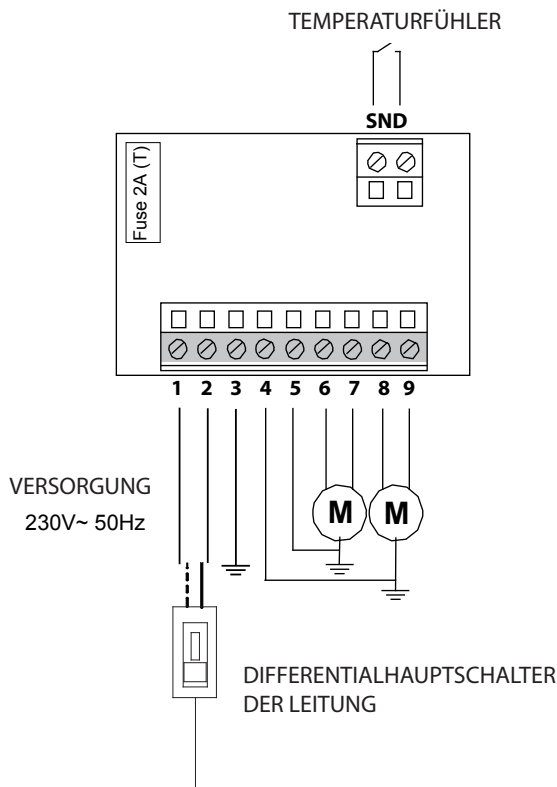 TEMPERATURFÜHLER
SND
Fuse 2A (T)
1 2 3 4 5 6 7 8 9
VERSORGUNG
230V~ 50Hz
M M
DIFFERENTIALHAUPTSCHALTER
DER LEITUNG